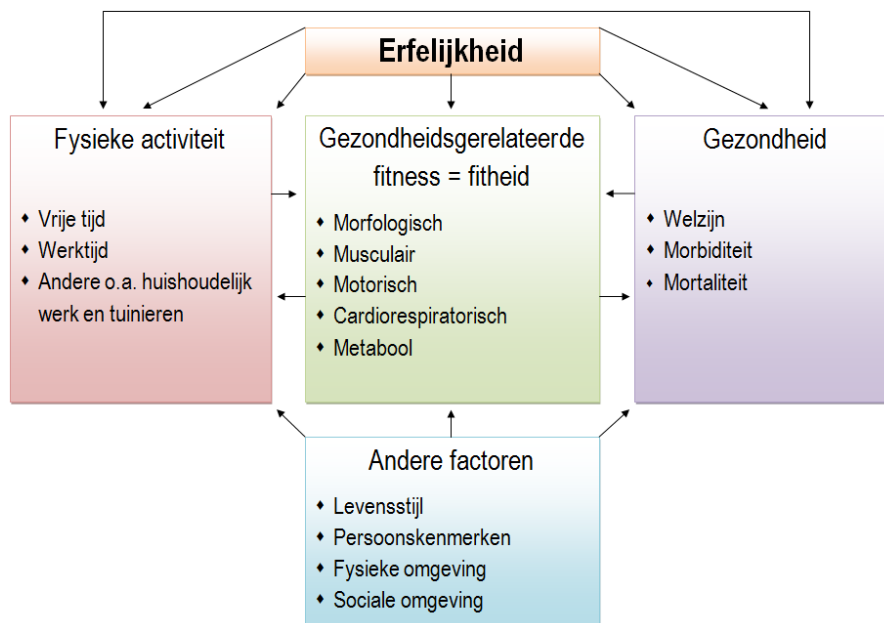 Erfelijkheid
Fysieke activiteit
♦ Vrije tijd
♦ Werktijd
♦ Andere o.a. huishoudelijk
werk en tuinieren
Gezondheidsgerelateerde
fitness = fitheid
♦ Morfologisch
♦ Musculair
♦ Motorisch
♦ Cardiorespiratorisch
♦ Metabool
Gezondheid
♦ Welzijn
♦ Morbiditeit
♦ Mortaliteit
Andere factoren
♦ Levensstijl
♦ Persoonskenmerken
♦ Fysieke omgeving
♦ Sociale omgeving